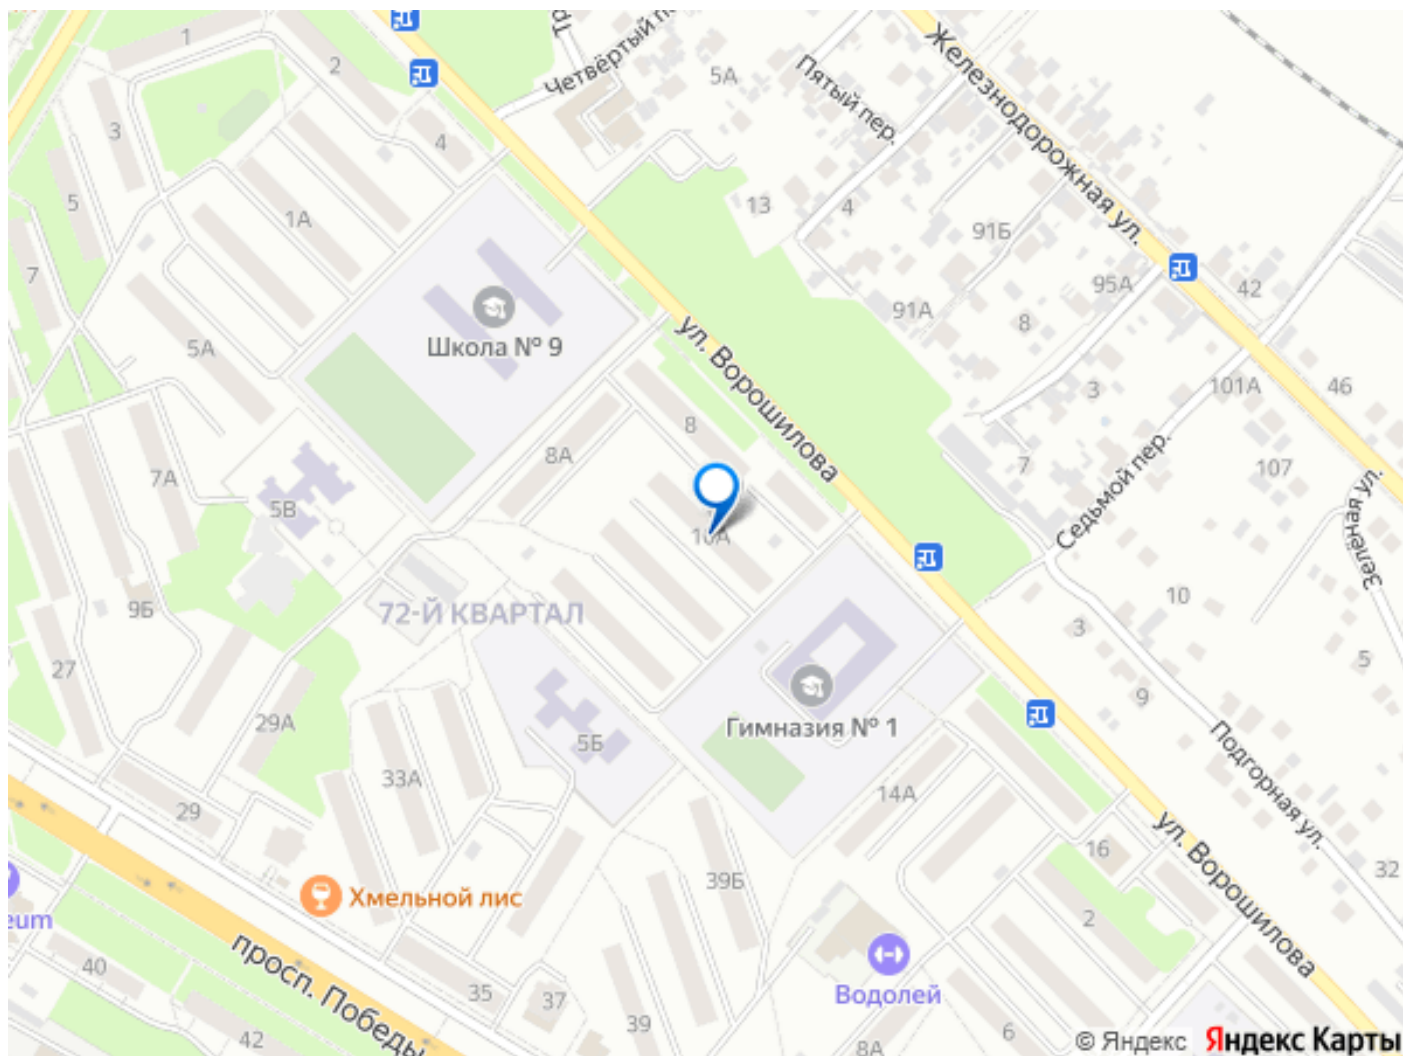 1
2
Четвёртый
5А
Железнодорожная ул.
Пятый пер.
3
4
5
1А
13
4
91Б
7
5А
Школа № 9
ул. Ворошилова
91А
8
95А
42
3
101А
46
8
8А
7А
5В
10А
7
Седьмой пер.
107
Зелёная ул.
9Б
72-Й КВАРТАЛ
3
10
5
27
29А
5Б
Гимназия № 1
9
Подгорная ул.
33А
29
14А
ул. Ворошилова
16
32
39Б
Хмельной лис
eum
просп. Победы
2
40
35
37
Водолей
42
39
8А
6
© Яндекс Яндекс Карты